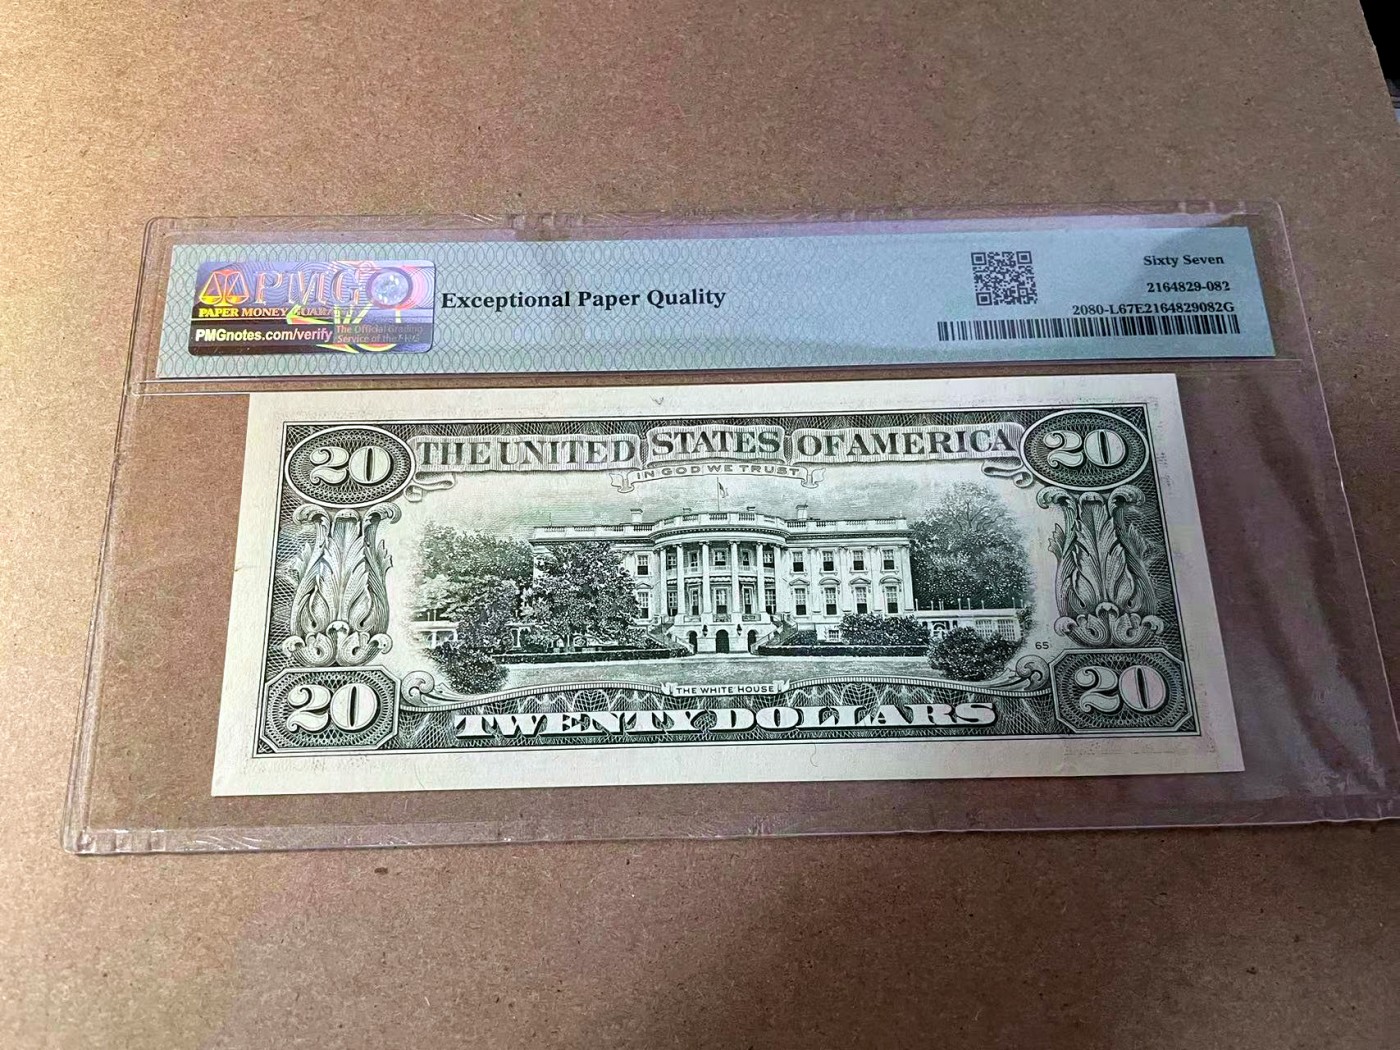 PMG
PAPER MONEY GUARANTY
PMGnotes.com/verify
The Official Grading
Service of the
Exceptional Paper Quality
Sixty Seven
2164829-082
2080-L67E2164829082G
20
THE UNITED STATES OF AMERICA
20
IN GOD WE TRUST
65
20
THE WHITE HOUSE
TWENTY DOLLARS
20